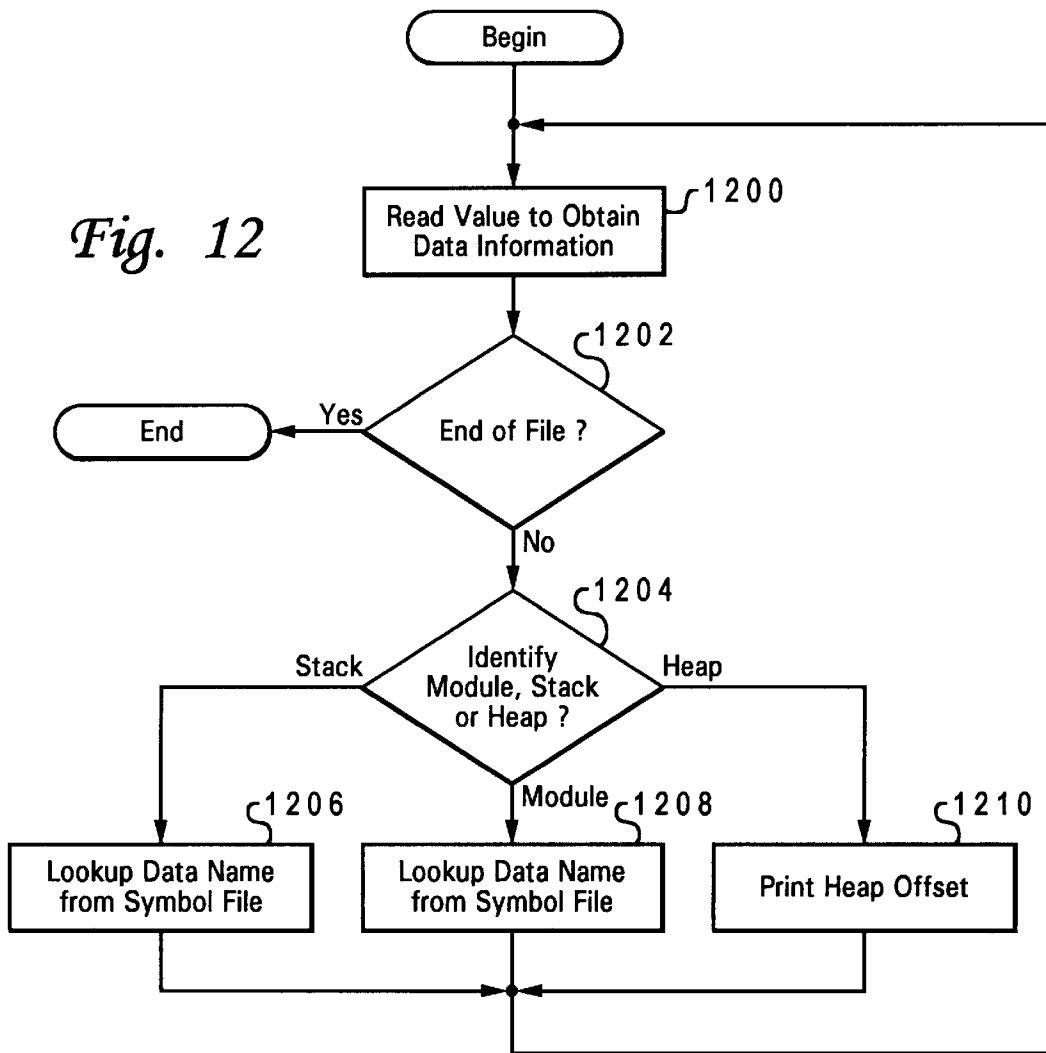 Begin
1200
Read Value to Obtain
Data Information
Fig. 12
1202
End of File ?
Yes
End
No
1204
Identify
Module, Stack
or Heap ?
Stack
Heap
Module
1206
Lookup Data Name
from Symbol File
1208
Lookup Data Name
from Symbol File
1210
Print Heap Offset